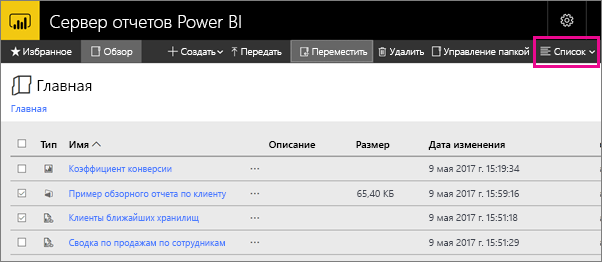 Сервер отчетов Power BI
Избранное Обзор Создать Передать Переместить Удалить Управление папкой Список
Главная
Главная
Тип Имя Описание Размер Дата изменения
Коэффициент конверсии ... 9 мая 2017 г. 15:19:34
Пример обзорного отчета по клиенту ... 65,40 КБ 9 мая 2017 г. 15:59:16
Клиенты ближайших хранилищ ... 9 мая 2017 г. 15:51:18
Сводка по продажам по сотрудникам ... 9 мая 2017 г. 15:51:29